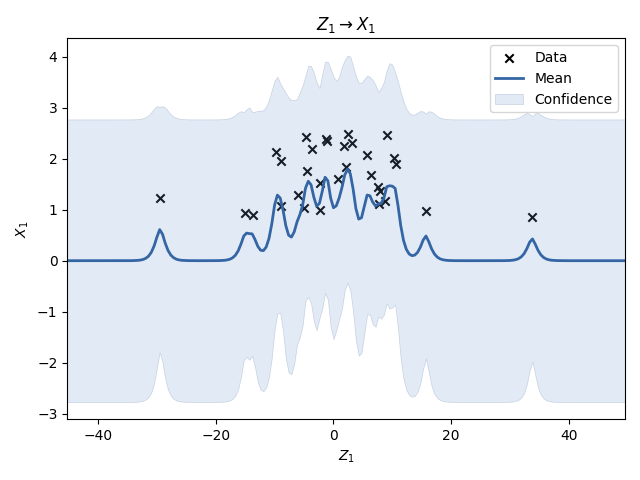 Z₁ → X₁
4
3
2
1
0
−1
−2
−3
X₁
−40
−20
0
20
40
Z₁
Data
Mean
Confidence